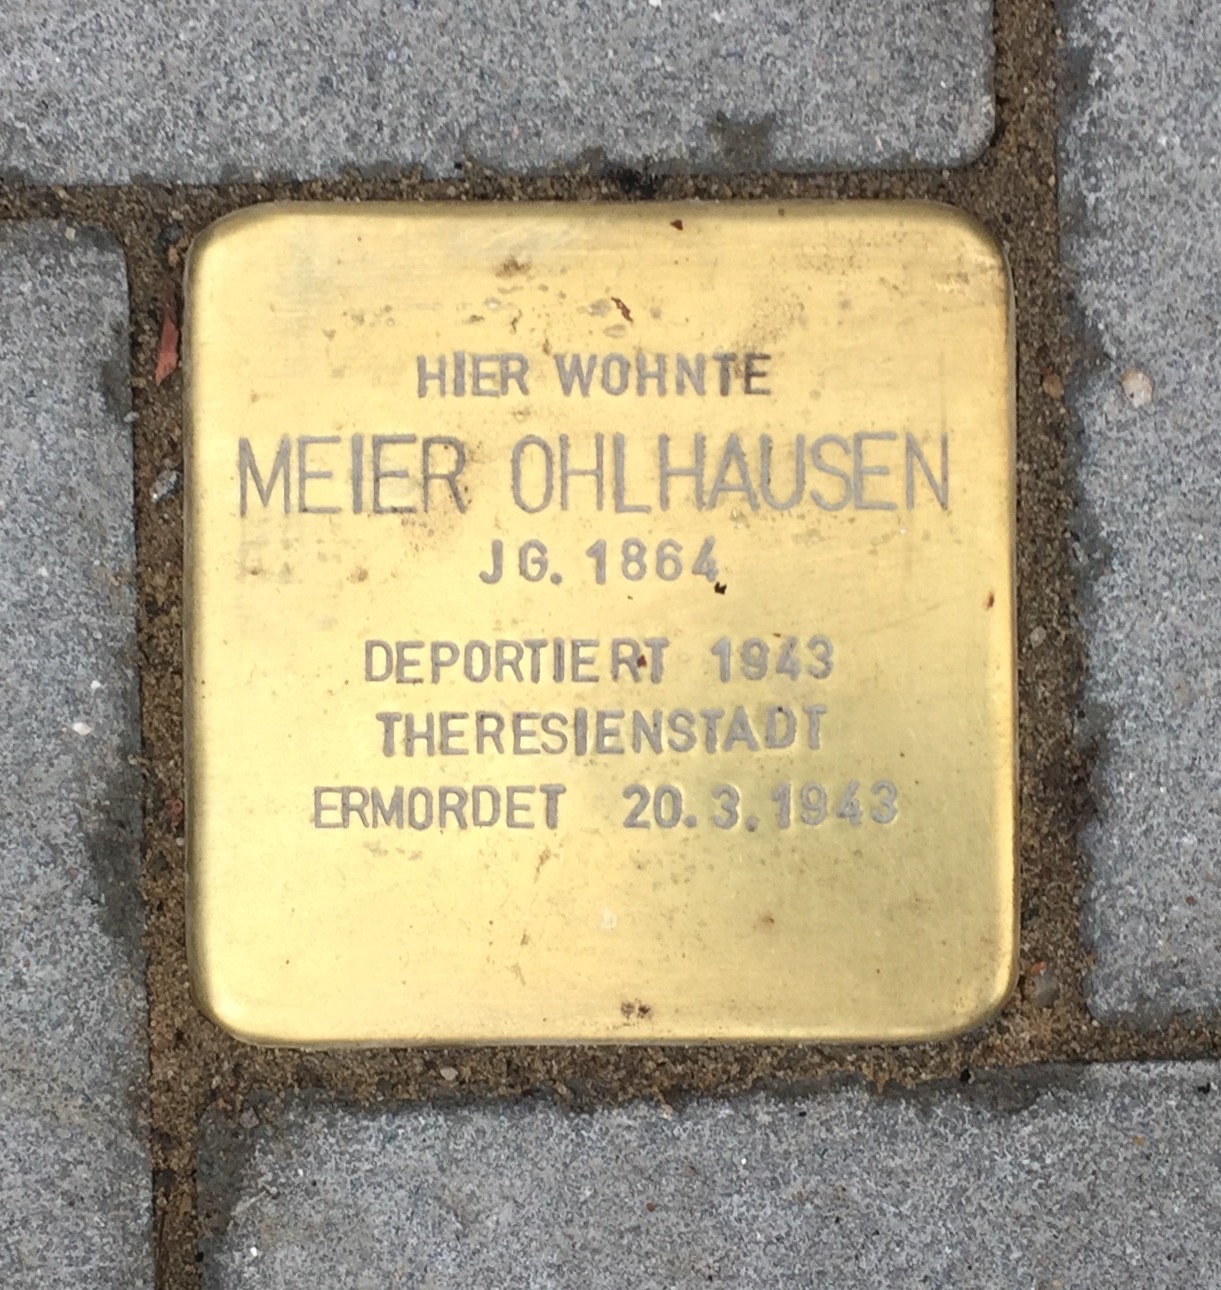 HIER WOHNTE
MEIER OHLHAUSEN
JG. 1864
DEPORTIERT 1943
THERESIENSTADT
ERMORDET 20.3.1943